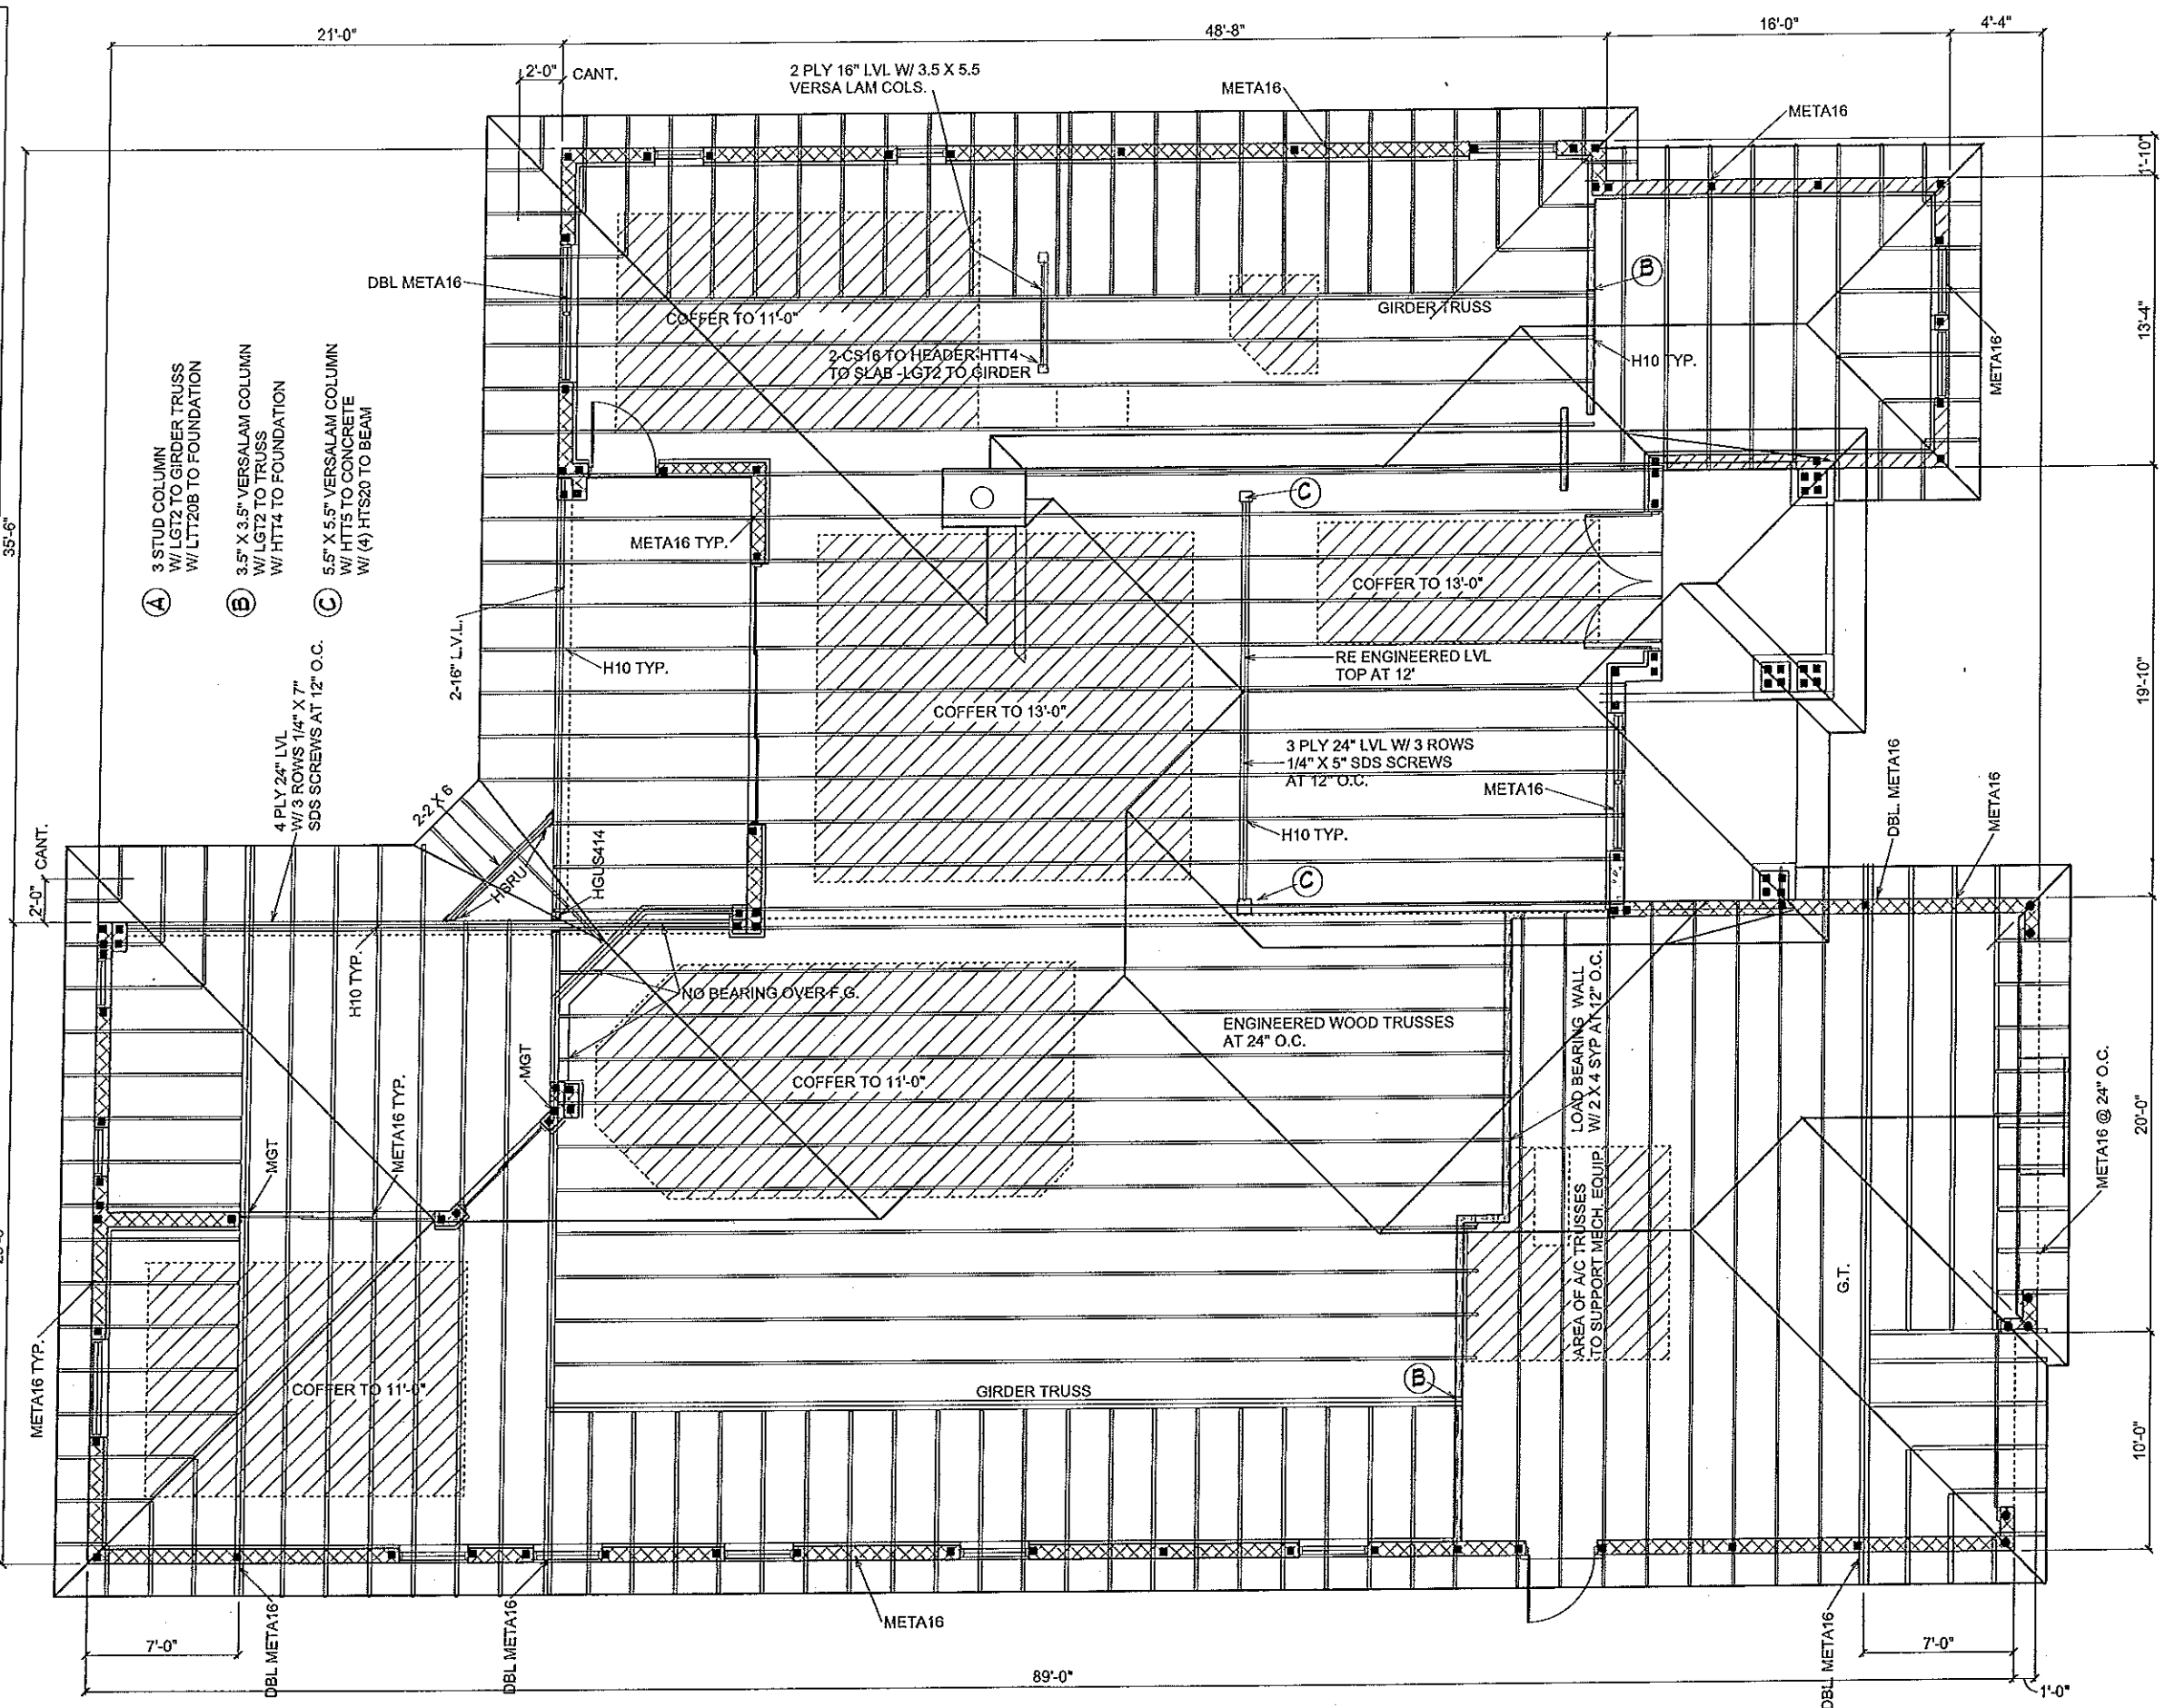 21'-0"
48'-8"
16'-0"
4'-4"
2'-0" CANT.
2 PLY 16" LVL W/ 3.5 X 5.5
VERSA LAM COLS.
META16
META16
1'-10"
DBL META16
COFFER TO 11'-0"
GIRDER TRUSS
B
2-CS16 TO HEADER-HTT4
TO SLAB -LGT2 TO GIRDER
H10 TYP.
META16
13'-4"
35'-6"
A
3 STUD COLUMN
W/ LGT2 TO GIRDER TRUSS
W/ LTT20B TO FOUNDATION
B
3.5" X 3.5" VERSALAM COLUMN
W/ LGT2 TO TRUSS
W/ HTT4 TO FOUNDATION
C
5.5" X 5.5" VERSALAM COLUMN
W/ HTT5 TO CONCRETE
W/ (4) HTS20 TO BEAM
C
META16 TYP.
COFFER TO 13'-0"
2-16" L.V.L.
H10 TYP.
RE ENGINEERED LVL
TOP AT 12'
COFFER TO 13'-0"
19'-10"
4 PLY 24" LVL
W/ 3 ROWS 1/4" X 7"
SDS SCREWS AT 12" O.C.
3 PLY 24" LVL W/ 3 ROWS
1/4" X 5" SDS SCREWS
AT 12" O.C.
META16
DBL. META16
META16
2-2 X 6
H10 TYP.
2'-0" CANT.
HSRU
HGUS414
C
H10 TYP.
NO BEARING OVER F.G.
ENGINEERED WOOD TRUSSES
AT 24" O.C.
LOAD BEARING WALL
W/ 2 X 4 SYP AT 12" O.C.
MGT
COFFER TO 11'-0"
META16 @ 24" O.C.
20'-0"
MGT
META16 TYP.
AREA OF A/C TRUSSES
TO SUPPORT MECH. EQUIP.
G.T.
META16 TYP.
COFFER TO 11'-0"
GIRDER TRUSS
B
10'-0"
7'-0"
DBL META16
DBL META16
META16
DBL META16
7'-0"
89'-0"
1'-0"